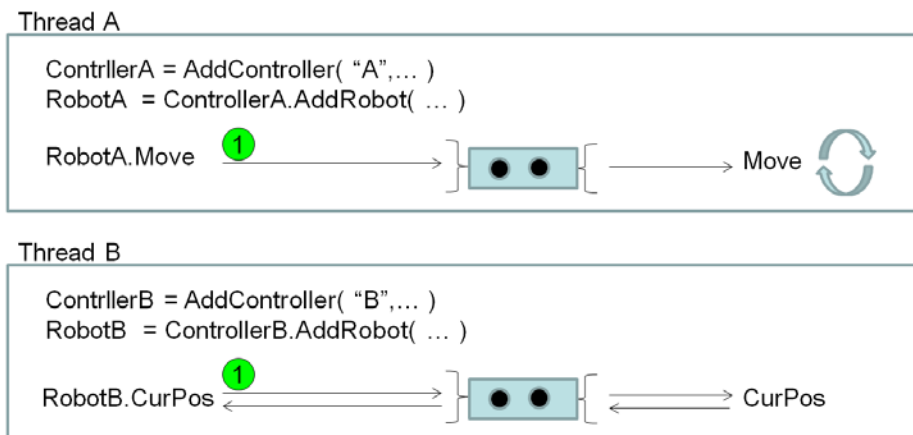 Thread A
ContrllerA = AddController( “A”,... )
RobotA = ControllerA.AddRobot( ... )
RobotA.Move 1 Move
Thread B
ContrllerB = AddController( “B”,... )
RobotB = ControllerB.AddRobot( ... )
RobotB.CurPos 1 CurPos